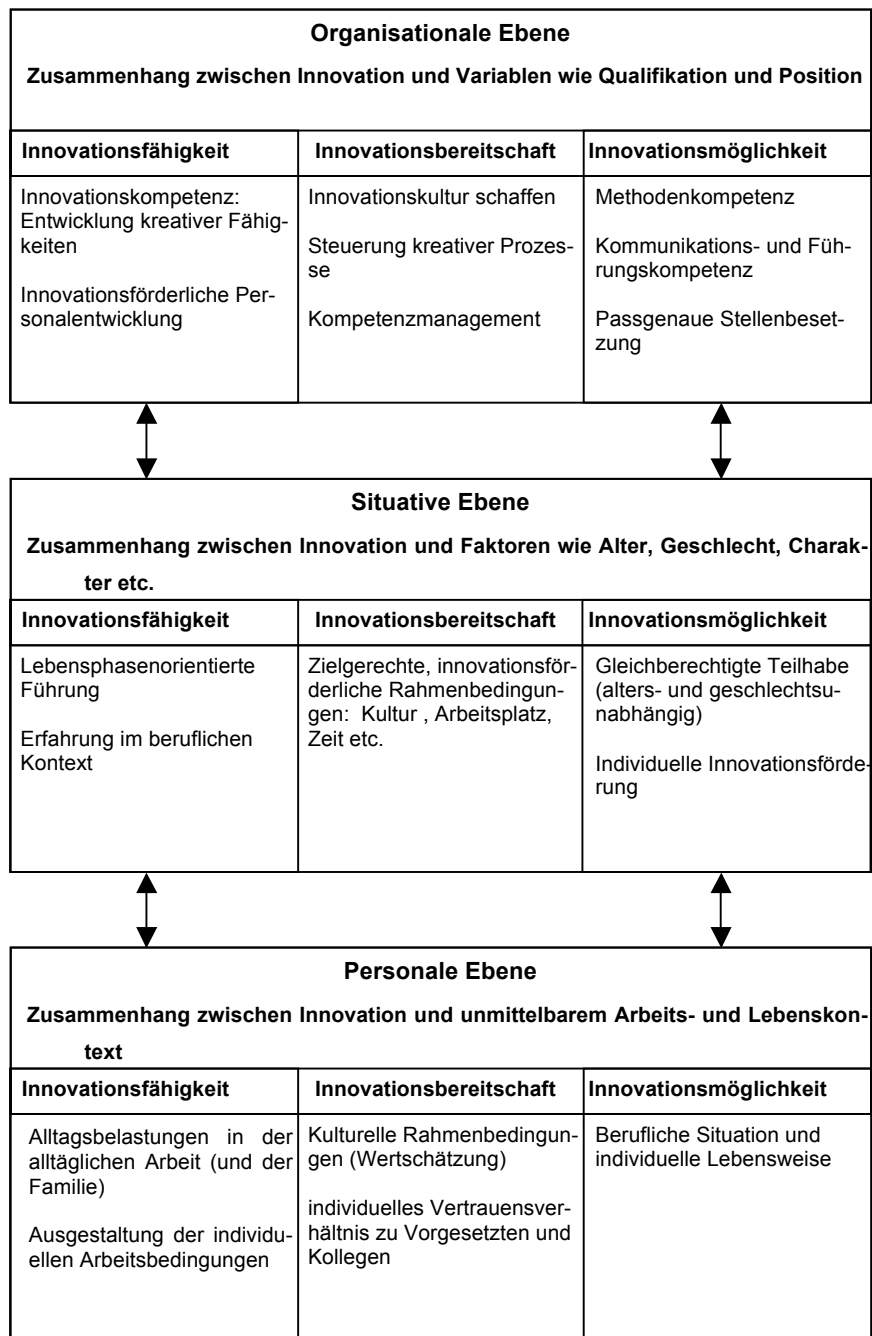 Organisationale Ebene
Zusammenhang zwischen Innovation und Variablen wie Qualifikation und Position
Innovationsfähigkeit
Innovationskompetenz:
Entwicklung kreativer Fähig-
keiten
Innovationsförderliche Per-
sonalentwicklung
Innovationsbereitschaft
Innovationskultur schaffen
Steuerung kreativer Prozes-
se
Kompetenzmanagement
Innovationsmöglichkeit
Methodenkompetenz
Kommunikations- und Füh-
rungskompetenz
Passgenaue Stellenbeset-
zung
Situative Ebene
Zusammenhang zwischen Innovation und Faktoren wie Alter, Geschlecht, Charak-
ter etc.
Innovationsfähigkeit
Lebensphasenorientierte
Führung
Erfahrung im beruflichen
Kontext
Innovationsbereitschaft
Zielgerechte, innovationsför-
derliche Rahmenbedingun-
gen: Kultur , Arbeitsplatz,
Zeit etc.
Innovationsmöglichkeit
Gleichberechtigte Teilhabe
(alters- und geschlechtsu-
nabhängig)
Individuelle Innovationsförde-
rung
Personale Ebene
Zusammenhang zwischen Innovation und unmittelbarem Arbeits- und Lebenskon-
text
Innovationsfähigkeit
Alltagsbelastungen in der
alltäglichen Arbeit (und der
Familie)
Ausgestaltung der individu-
ellen Arbeitsbedingungen
Innovationsbereitschaft
Kulturelle Rahmenbedingun-
gen (Wertschätzung)
individuelles Vertrauensver-
hältnis zu Vorgesetzten und
Kollegen
Innovationsmöglichkeit
Berufliche Situation und
individuelle Lebensweise